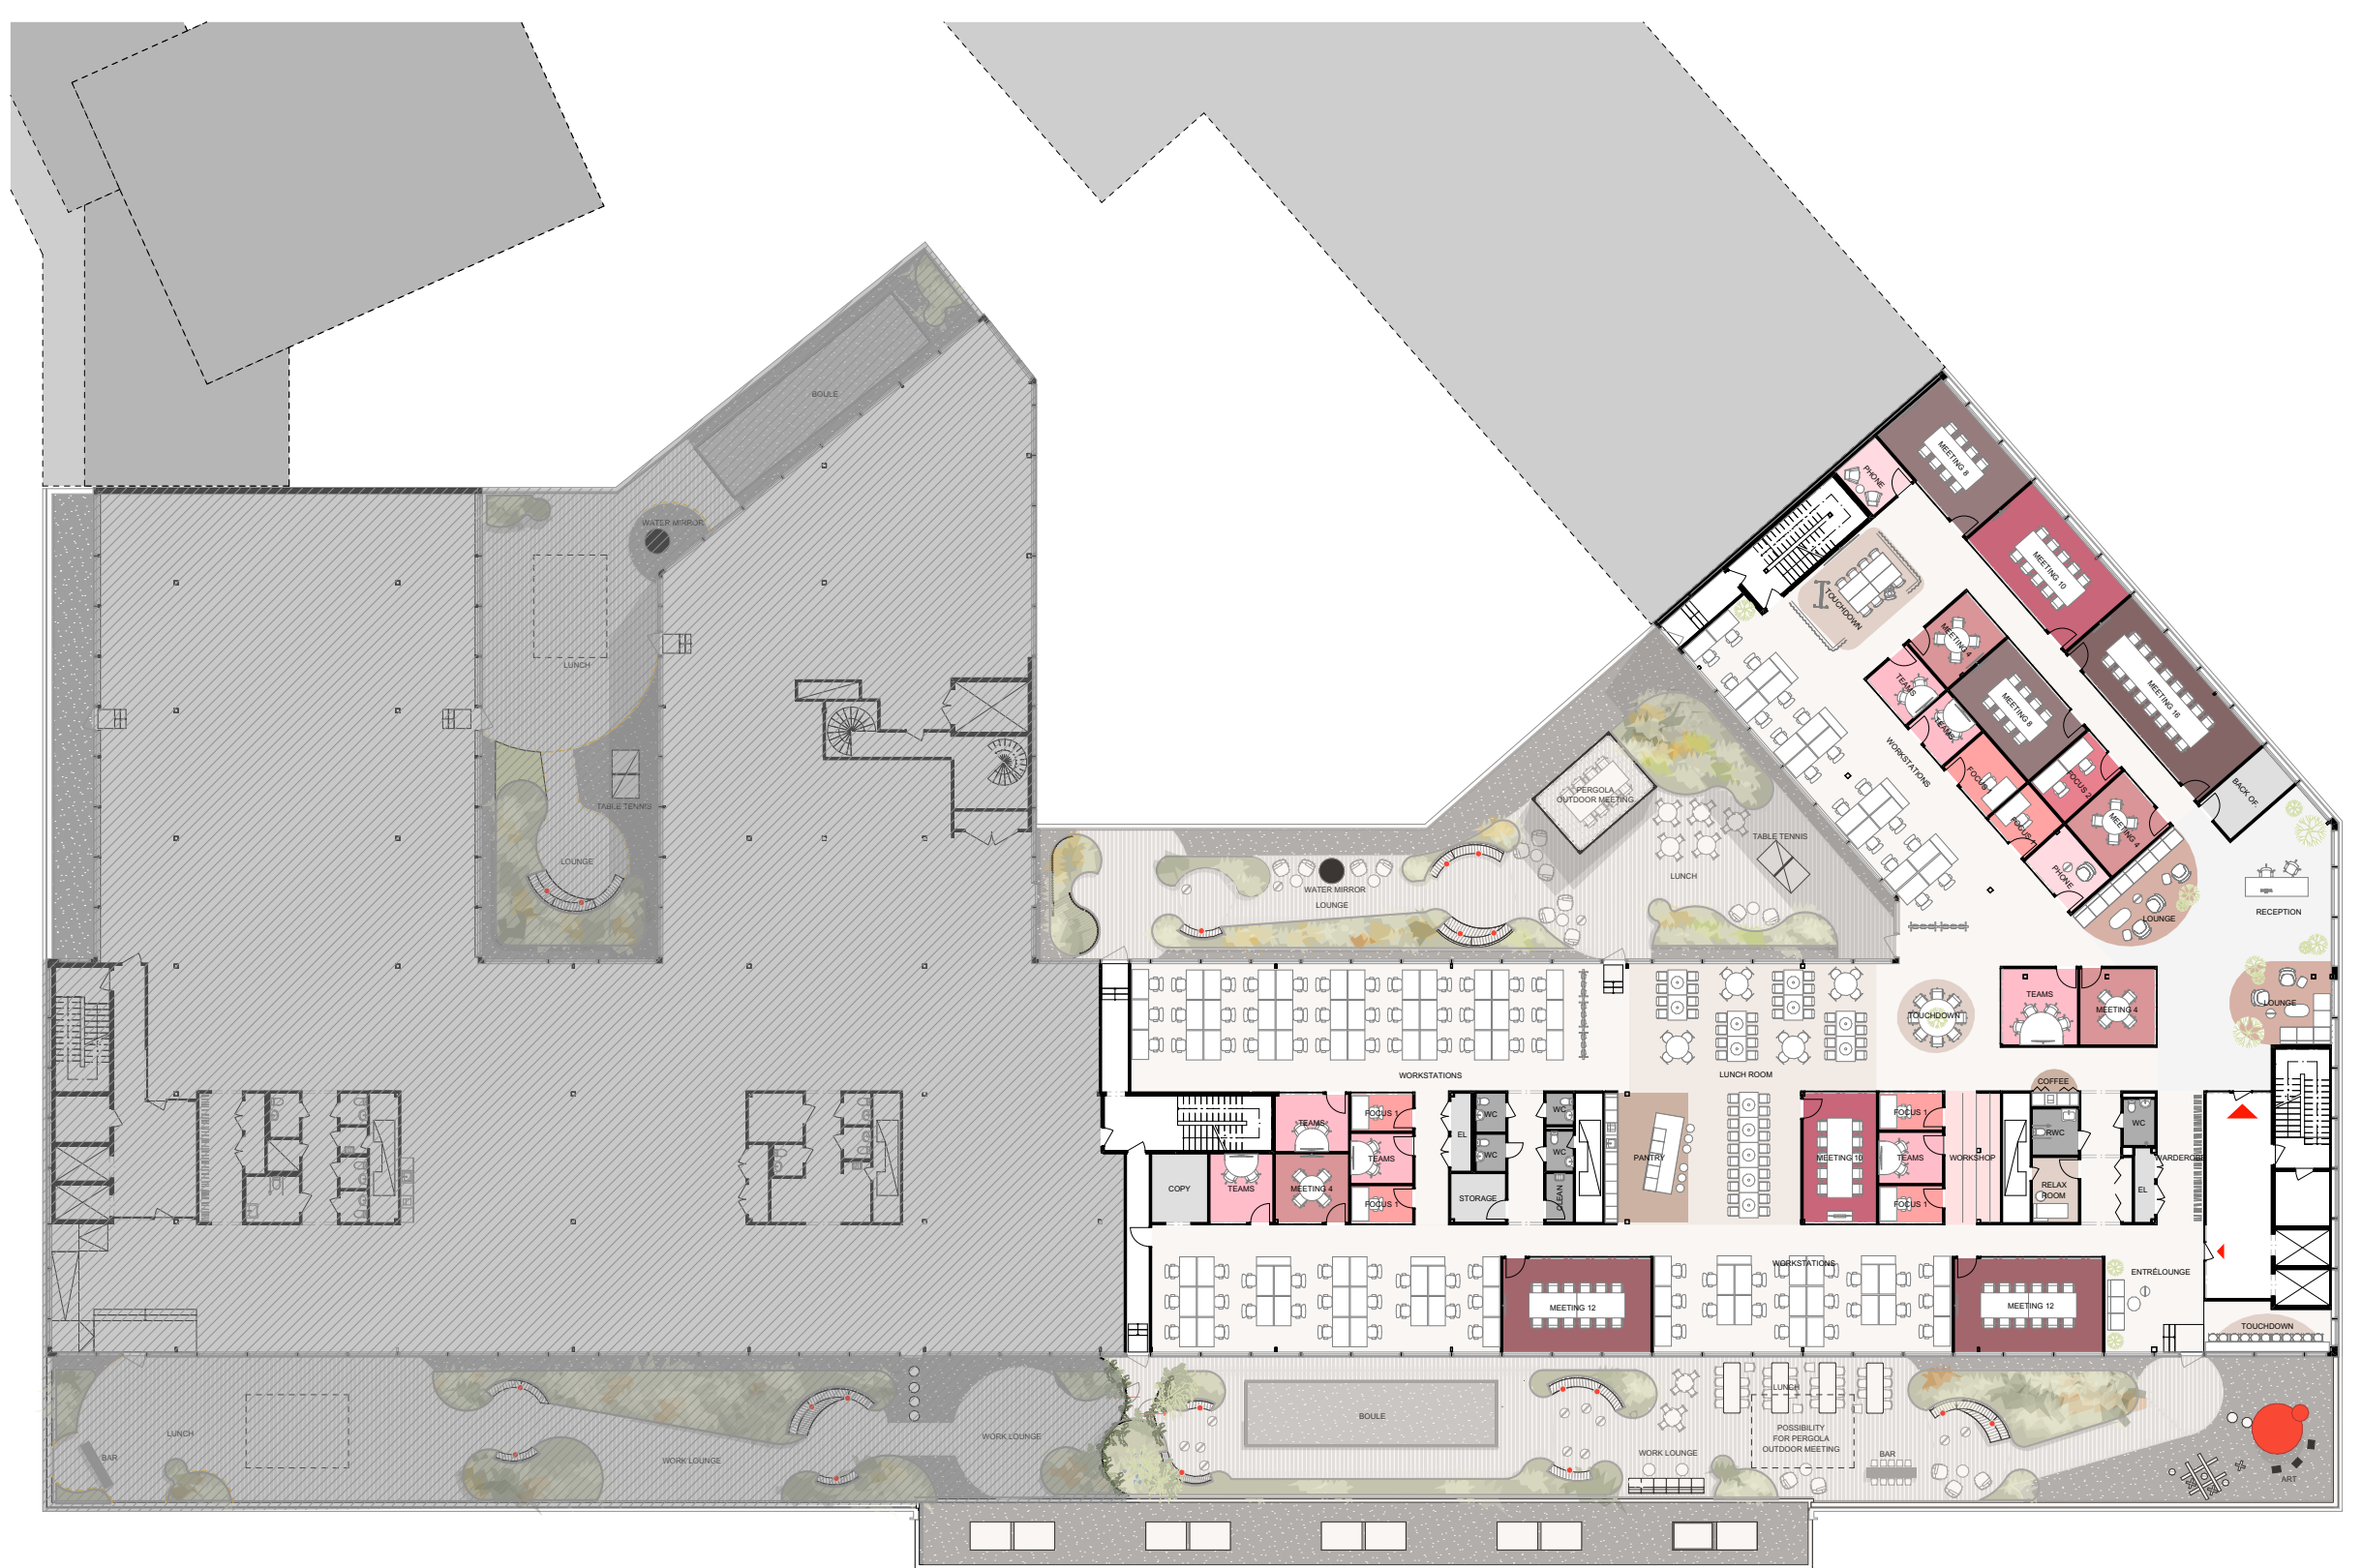 BOULE
MEETING 8
PHONE
WATER MIRROR
MEETING 10
TOUCHDOWN
MEETING 4
LUNCH
TEAMS
MEETING 8
MEETING 16
TEAMS
WORKSTATIONS
FOCUS
FOCUS 2
BACK OF.
PERGOLA
OUTDOOR MEETING
TABLE TENNIS
FOCUS
MEETING 4
TABLE TENNIS
LOUNGE
LUNCH
PHONE
WATER MIRROR
LOUNGE
LOUNGE
RECEPTION
TEAMS
MEETING 4
LOUNGE
TOUCHDOWN
WORKSTATIONS
LUNCH ROOM
COFFEE
FOCUS 1
WC
WC
FOCUS 1
TEAMS
EL
RWC
WC
WC
WC
TEAMS
PANTRY
MEETING 10
TEAMS
WORKSHOP
WARDEROBE
COPY
TEAMS
MEETING 4
STORAGE
CLEAN
RELAX
ROOM
EL
FOCUS 1
FOCUS 1
WORKSTATIONS
ENTRÉLOUNGE
MEETING 12
MEETING 12
TOUCHDOWN
LUNCH
BOULE
LUNCH
WORK LOUNGE
POSSIBILITY
FOR PERGOLA
OUTDOOR MEETING
BAR
WORK LOUNGE
WORK LOUNGE
BAR
ART